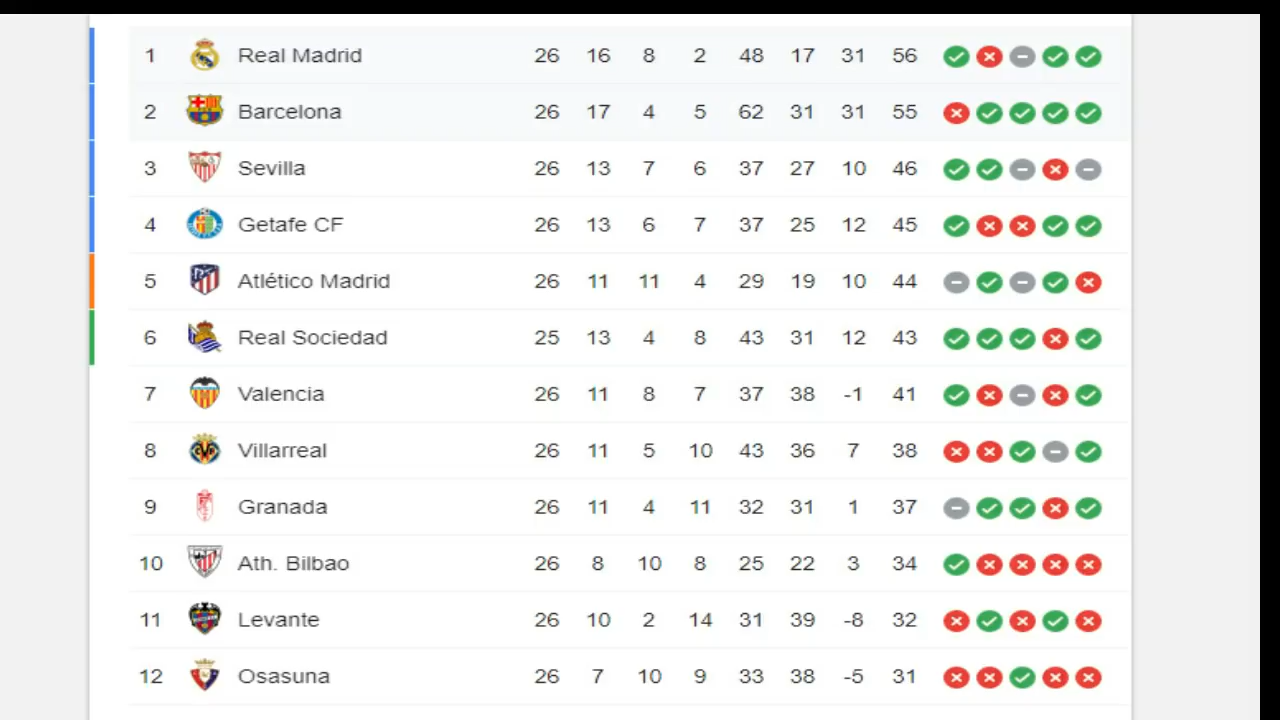 1 Real Madrid 26 16 8 2 48 17 31 56
2 Barcelona 26 17 4 5 62 31 31 55
3 Sevilla 26 13 7 6 37 27 10 46
4 Getafe CF 26 13 6 7 37 25 12 45
5 Atlético Madrid 26 11 11 4 29 19 10 44
6 Real Sociedad 25 13 4 8 43 31 12 43
7 Valencia 26 11 8 7 37 38 -1 41
8 Villarreal 26 11 5 10 43 36 7 38
9 Granada 26 11 4 11 32 31 1 37
10 Ath. Bilbao 26 8 10 8 25 22 3 34
11 Levante 26 10 2 14 31 39 -8 32
12 Osasuna 26 7 10 9 33 38 -5 31